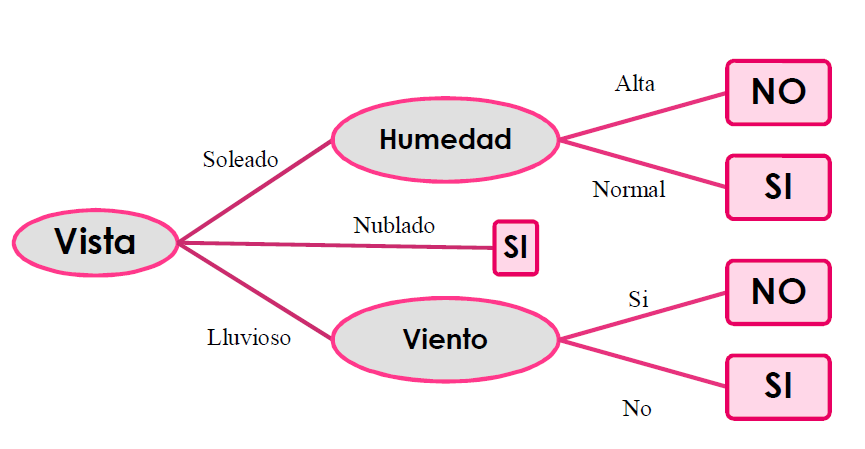 Vista
Soleado
Humedad
Alta
NO
Normal
SI
Nublado
SI
Lluvioso
Viento
Si
NO
No
SI